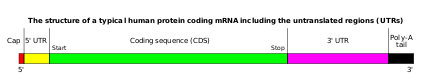 The structure of a typical human protein coding mRNA including the untranslated regions (UTRs)
Cap 5' UTR Coding sequence (CDS) 3' UTR Poly-A tail
Start Stop
5' 3'